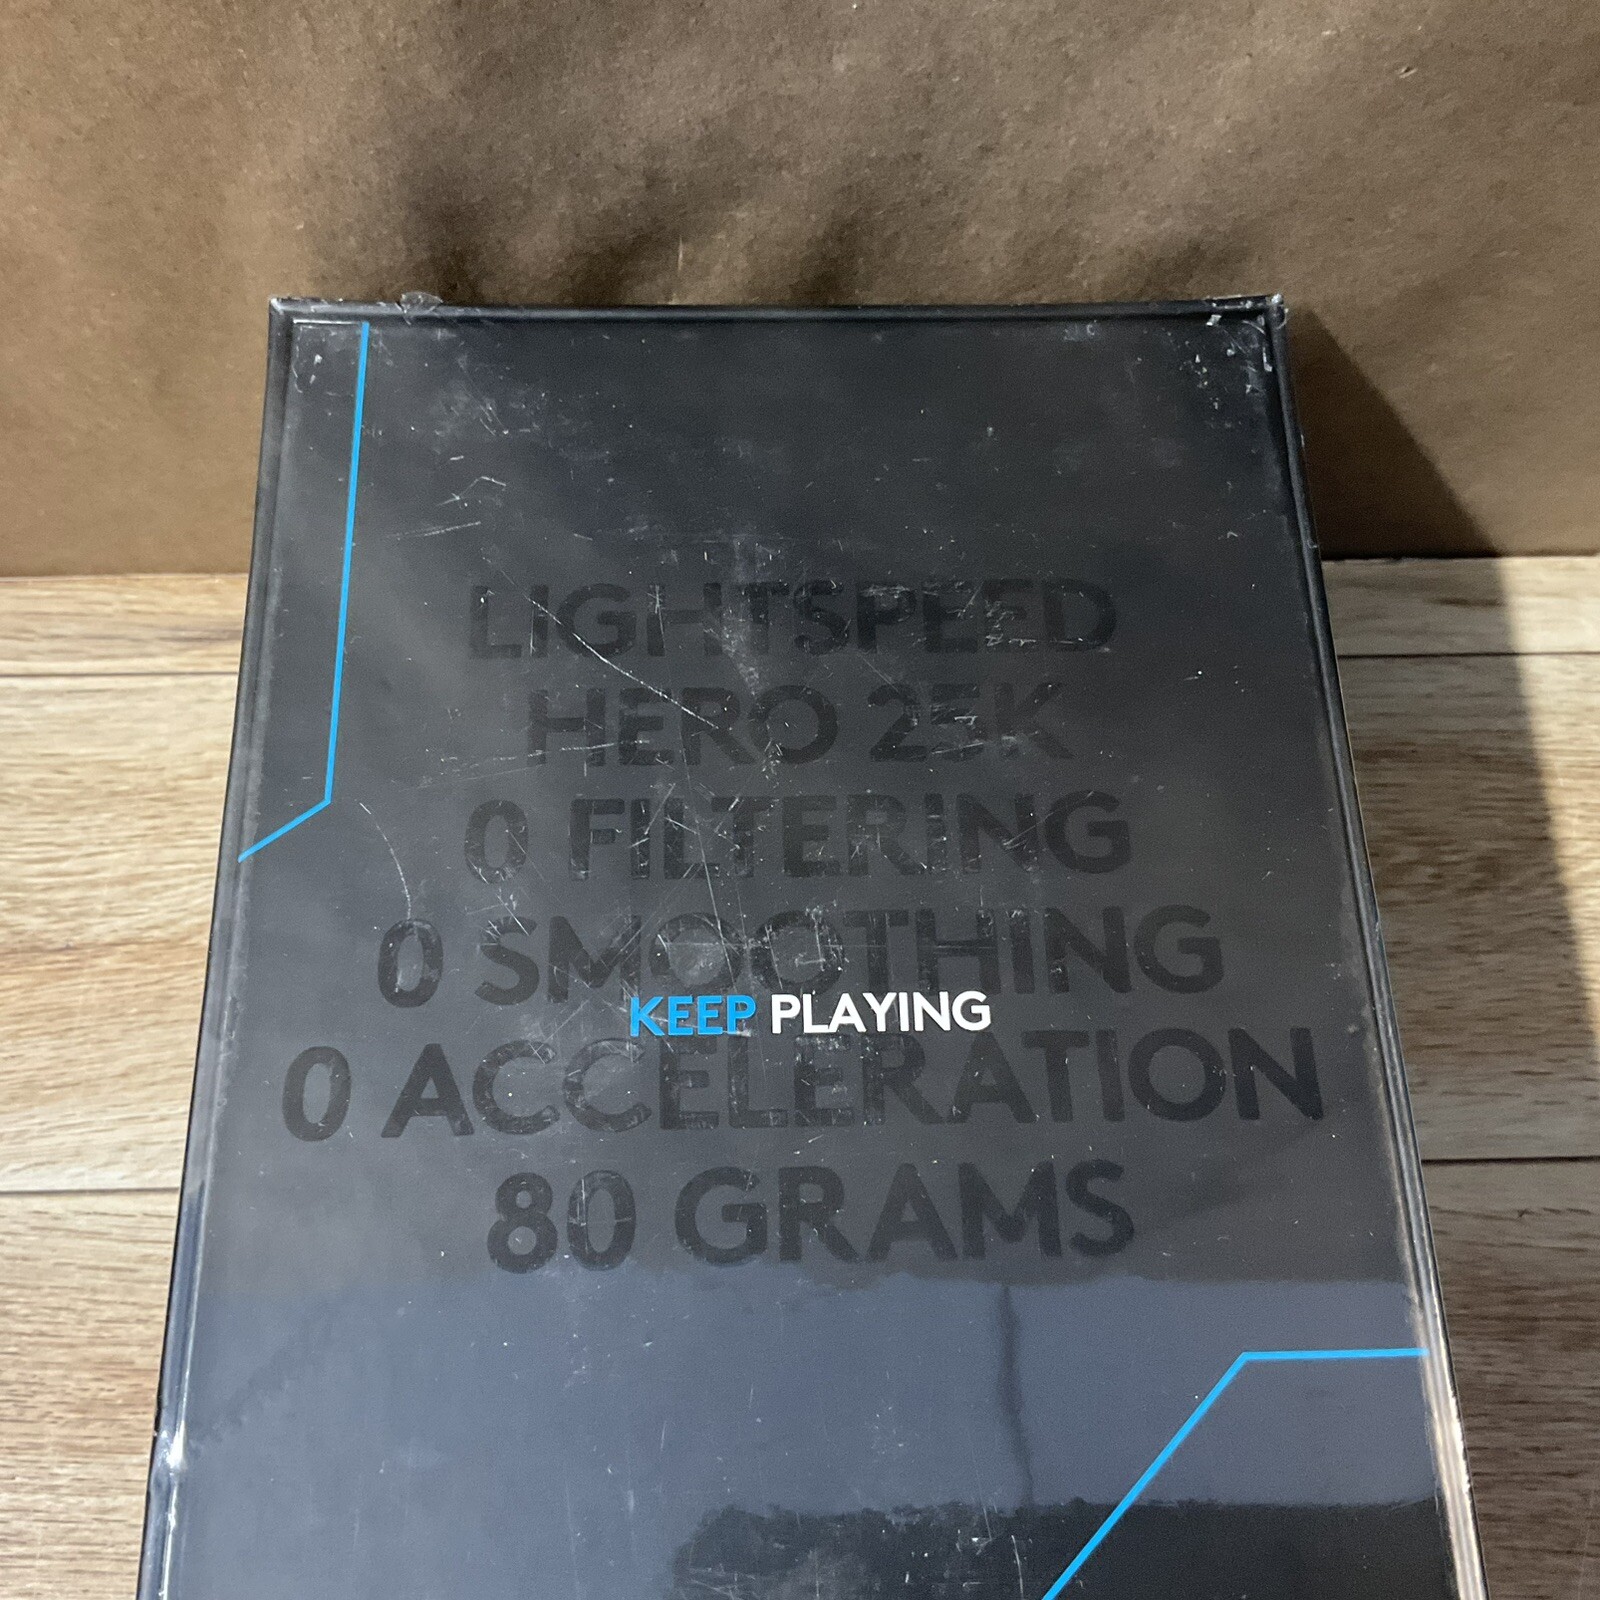 LIGHTSPEED
HERO 25K
0 FILTERING
0 SMOOTHING
KEEP PLAYING
0 ACCELERATION
80 GRAMS